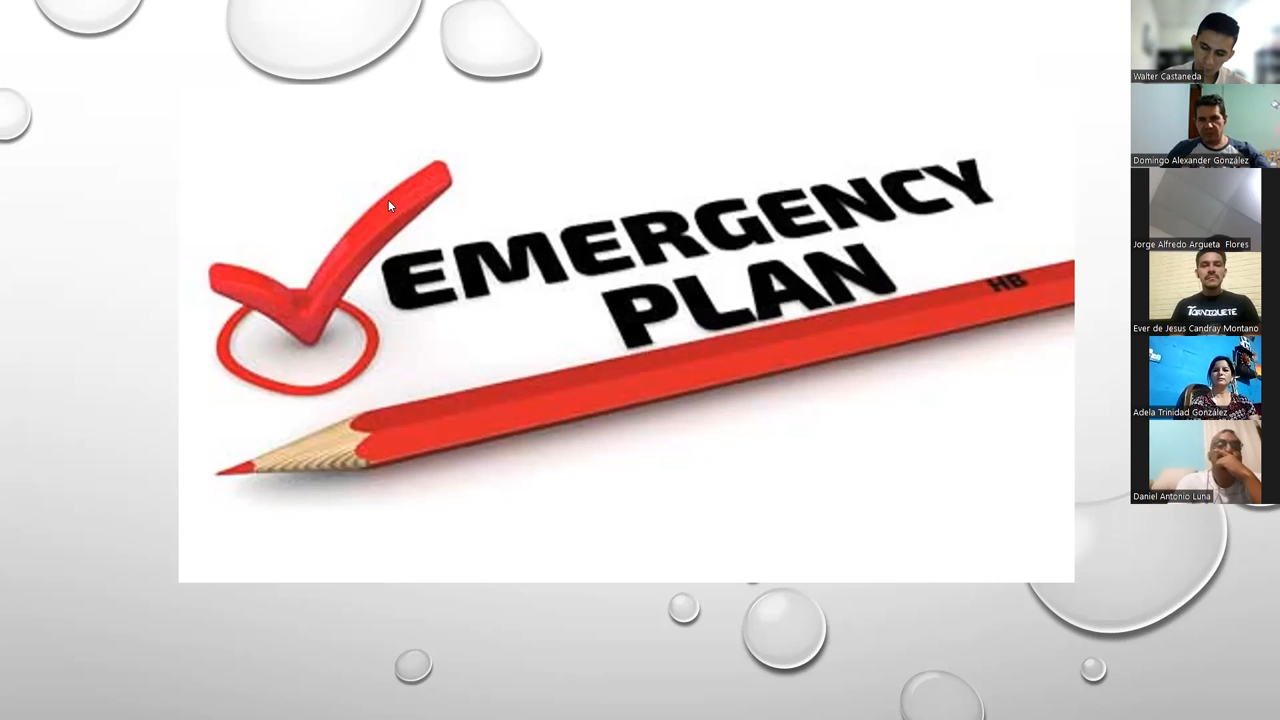 EMERGENCY
PLAN
HB
Walter Castaneda
Domingo Alexander González
Jorge Alfredo Argueta Flores
TORNIQUETE
Ever de Jesus Candray Montano
Adela Trinidad González
Daniel Antonio Luna